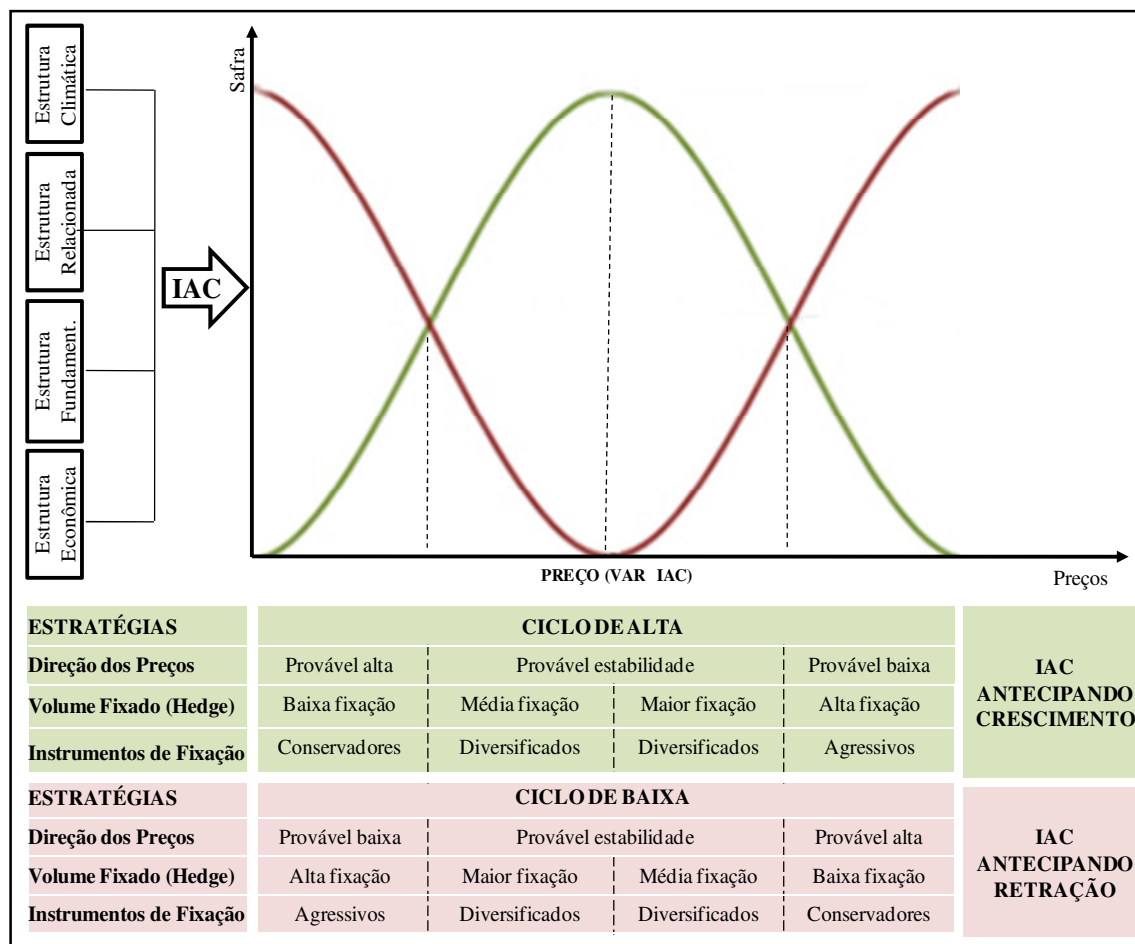 Estrutura
Climática
Estrutura
Relacionada
Estrutura
Fundament.
Estrutura
Econômica
IAC
Safra
PREÇO (VAR IAC)
Preços
ESTRATÉGIAS
CICLO DE ALTA
Direção dos Preços
Provável alta
Provável estabilidade
Provável baixa
Volume Fixado (Hedge)
Baixa fixação
Média fixação
Maior fixação
Alta fixação
Instrumentos de Fixação
Conservadores
Diversificados
Diversificados
Agressivos
IAC
ANTECIPANDO
CRESCIMENTO
ESTRATÉGIAS
CICLO DE BAIXA
Direção dos Preços
Provável baixa
Provável estabilidade
Provável alta
Volume Fixado (Hedge)
Alta fixação
Maior fixação
Média fixação
Baixa fixação
Instrumentos de Fixação
Agressivos
Diversificados
Diversificados
Conservadores
IAC
ANTECIPANDO
RETRAÇÃO